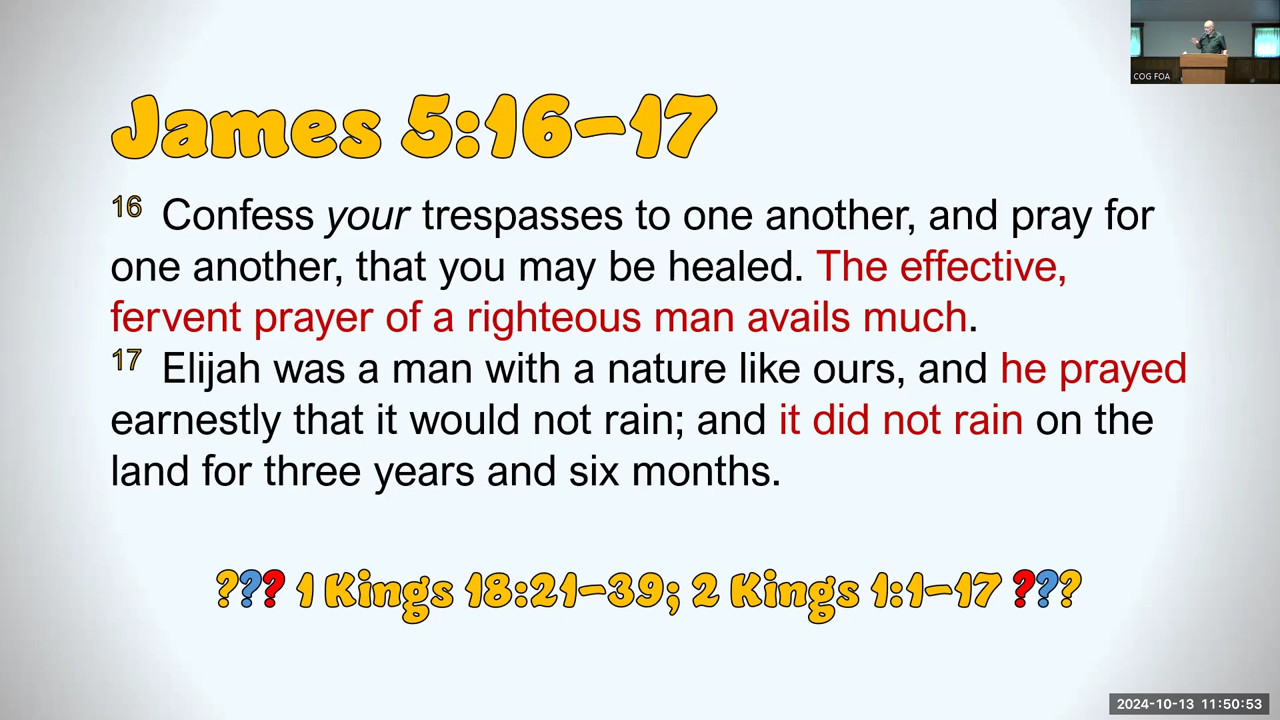 COG FOA
James 5:16–17
16 Confess your trespasses to one another, and pray for
one another, that you may be healed. The effective,
fervent prayer of a righteous man avails much.
17 Elijah was a man with a nature like ours, and he prayed
earnestly that it would not rain; and it did not rain on the
land for three years and six months.
??? 1 Kings 18:21–39; 2 Kings 1:1–17 ???
2024-10-13 11:50:53